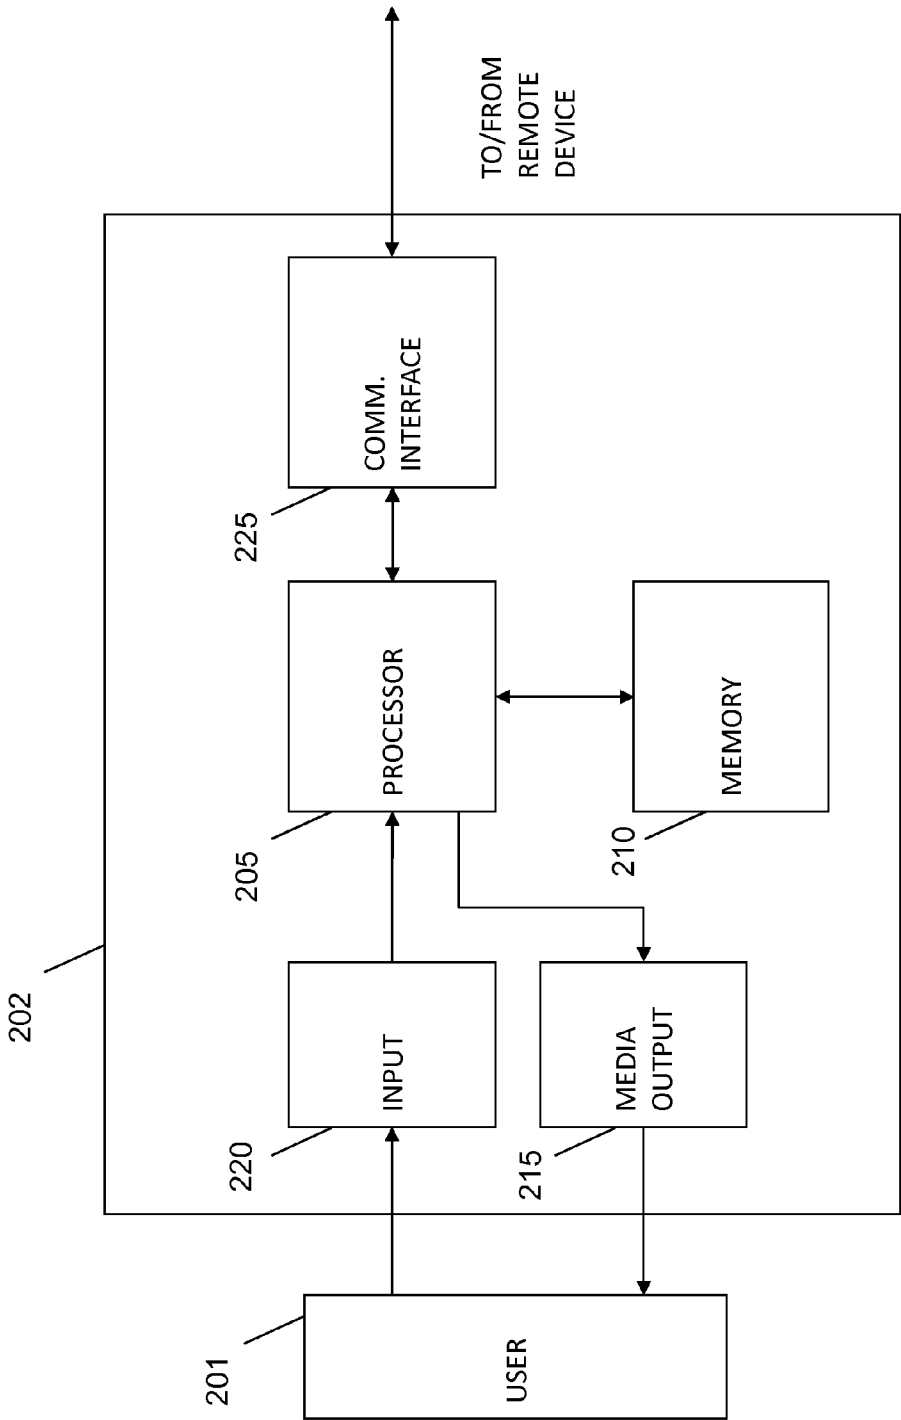 202
201
USER
220
INPUT
205
PROCESSOR
225
COMM.
INTERFACE
TO/FROM
REMOTE
DEVICE
215
MEDIA
OUTPUT
210
MEMORY